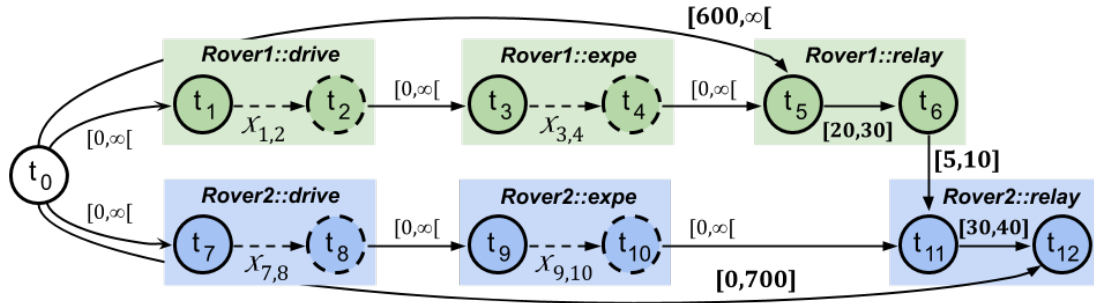 [600,∞[
Rover1::drive
Rover1::expe
Rover1::relay
t1
t2
[0,∞[
t3
t4
[0,∞[
t5
t6
[0,∞[
X1,2
X3,4
[20,30]
[5,10]
t0
Rover2::drive
Rover2::expe
Rover2::relay
[0,∞[
t7
t8
[0,∞[
t9
t10
[0,∞[
t11
[30,40]
t12
X7,8
X9,10
[0,700]